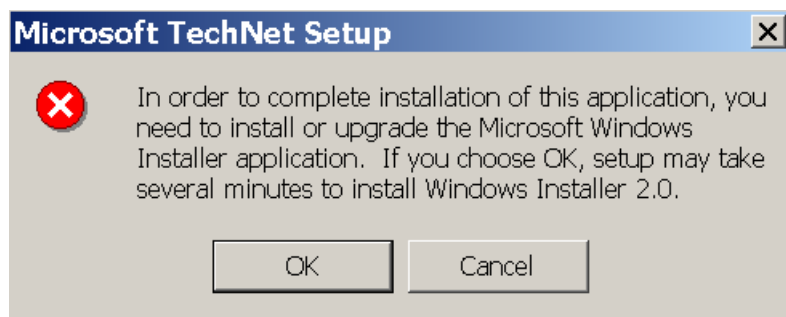 Microsoft TechNet Setup
In order to complete installation of this application, you
need to install or upgrade the Microsoft Windows
Installer application.  If you choose OK, setup may take
several minutes to install Windows Installer 2.0.
OK
Cancel